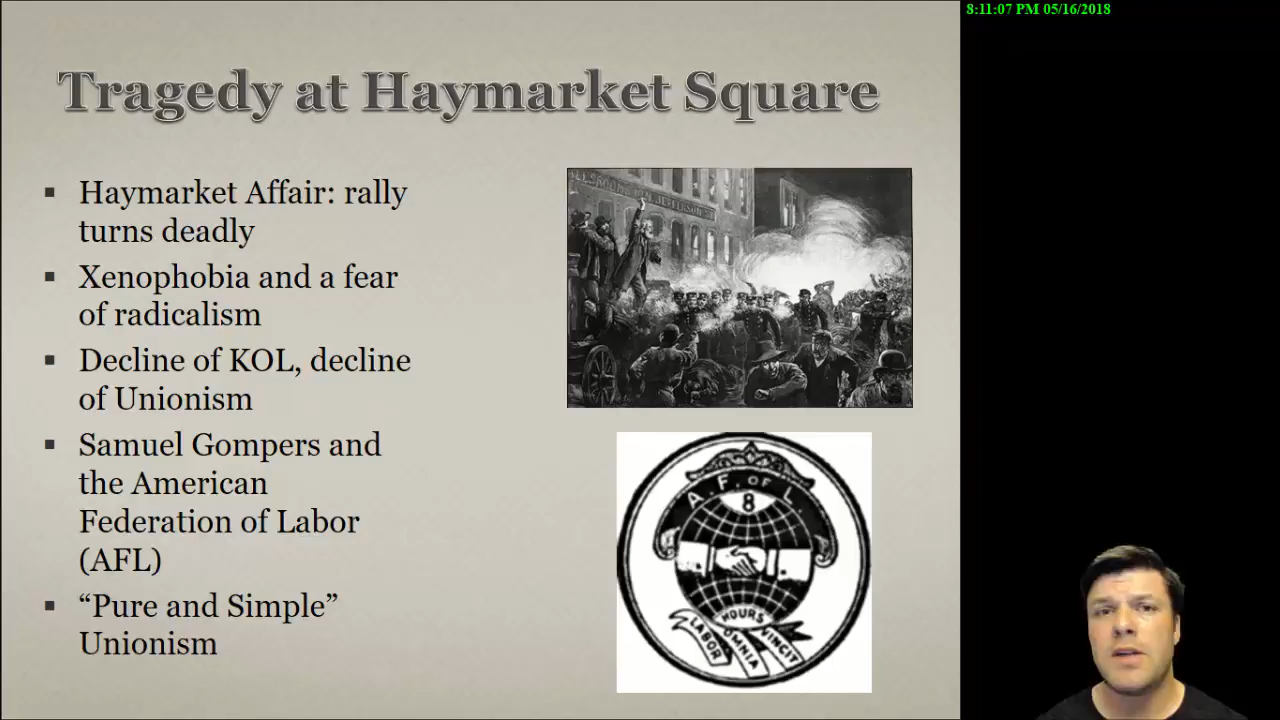 8:11:07 PM 05/16/2018
Tragedy at Haymarket Square
▪ Haymarket Affair: rally
turns deadly
▪ Xenophobia and a fear
of radicalism
▪ Decline of KOL, decline
of Unionism
▪ Samuel Gompers and
the American
Federation of Labor
(AFL)
▪ “Pure and Simple”
Unionism
A. F. OF L.
8
HOURS
LABOR
OMNIA
VINCIT